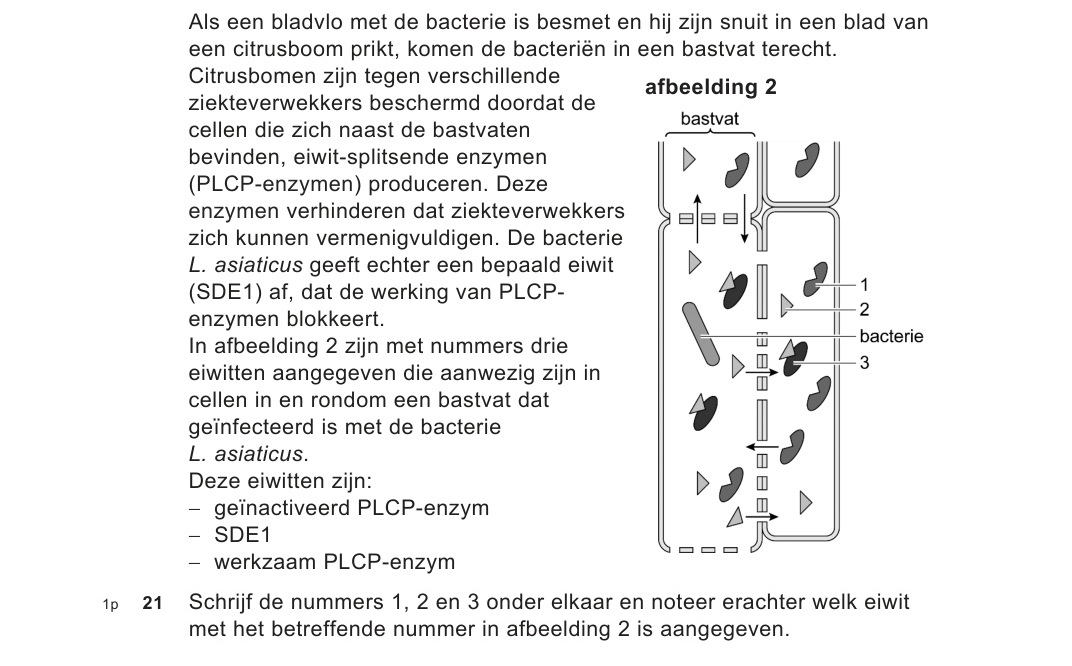 Als een bladvlo met de bacterie is besmet en hij zijn snuit in een blad van
een citrusboom prikt, komen de bacteriën in een bastvat terecht.
Citrusbomen zijn tegen verschillende
ziekteverwekkers beschermd doordat de
cellen die zich naast de bastvaten
bevinden, eiwit-splitsende enzymen
(PLCP-enzymen) produceren. Deze
enzymen verhinderen dat ziekteverwekkers
zich kunnen vermenigvuldigen. De bacterie
L. asiaticus geeft echter een bepaald eiwit
(SDE1) af, dat de werking van PLCP-
enzymen blokkeert.
In afbeelding 2 zijn met nummers drie
eiwitten aangegeven die aanwezig zijn in
cellen in en rondom een bastvat dat
geïnfecteerd is met de bacterie
L. asiaticus.
Deze eiwitten zijn:
– geïnactiveerd PLCP-enzym
– SDE1
– werkzaam PLCP-enzym
afbeelding 2
bastvat
1
2
bacterie
3
1p 21 Schrijf de nummers 1, 2 en 3 onder elkaar en noteer erachter welk eiwit
met het betreffende nummer in afbeelding 2 is aangegeven.